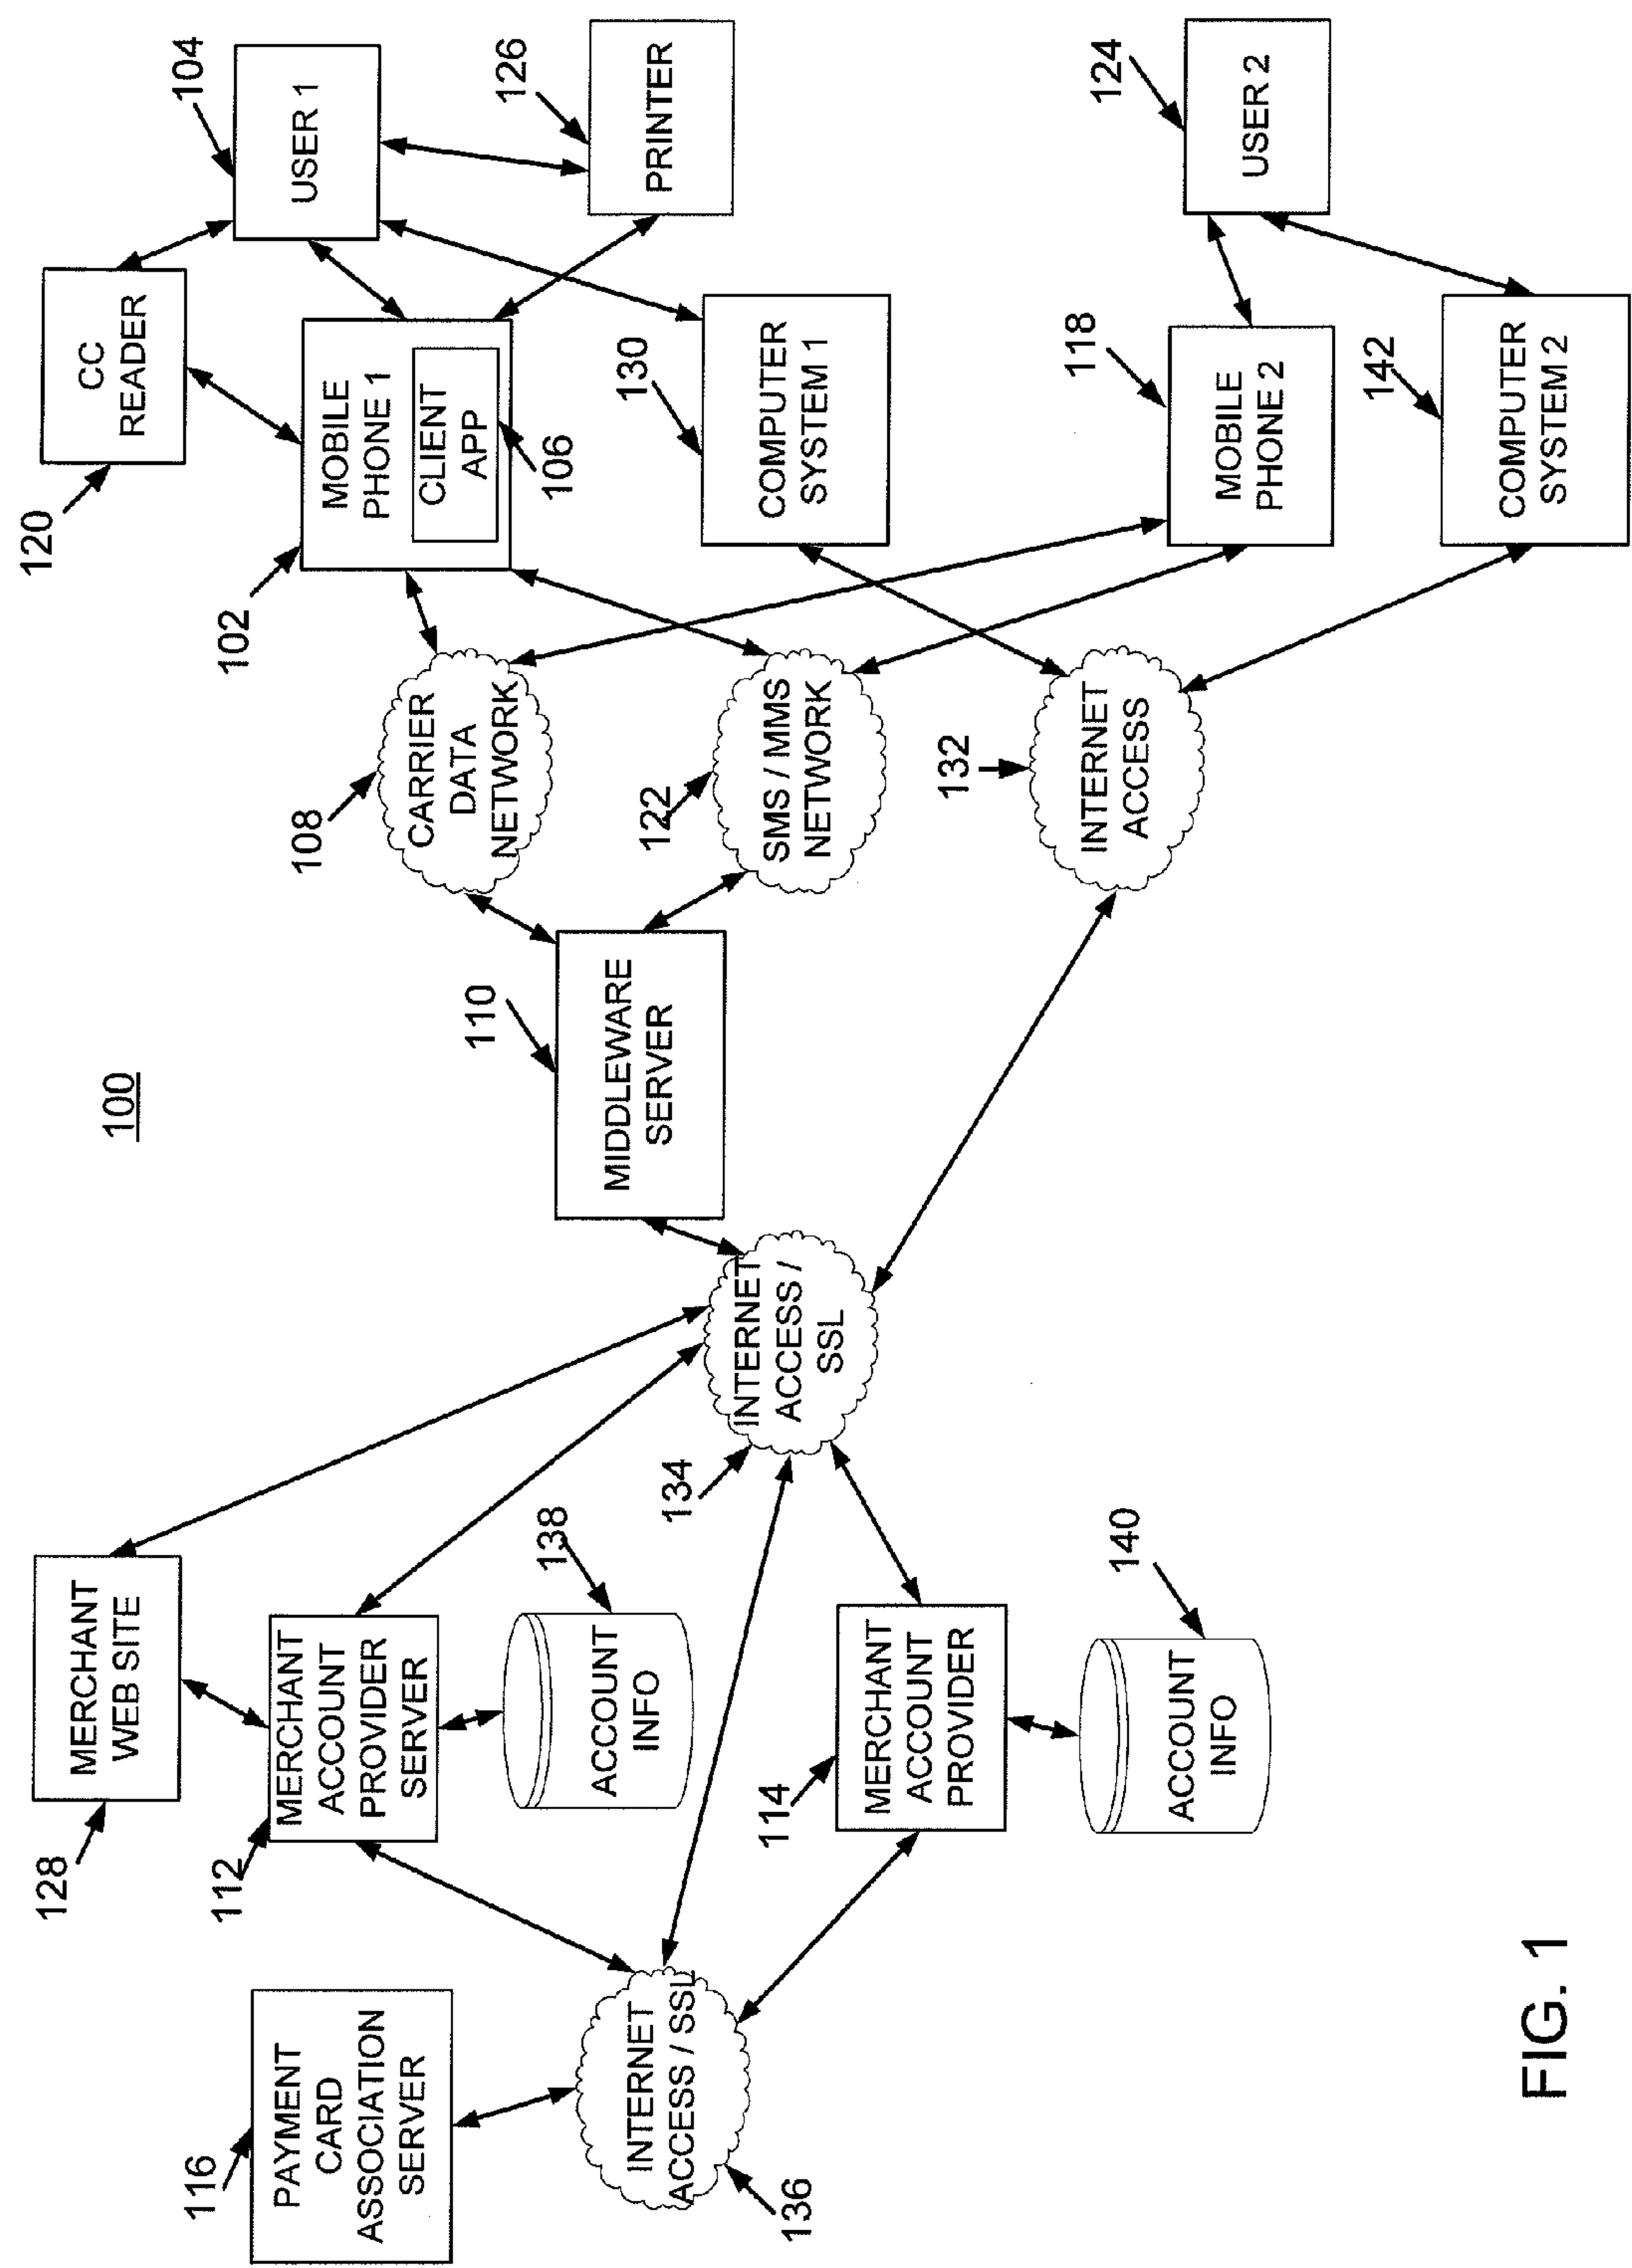 100
116
PAYMENT
CARD
ASSOCIATION
SERVER
128
MERCHANT
WEB SITE
112
MERCHANT
ACCOUNT
PROVIDER
SERVER
138
ACCOUNT
INFO
136
INTERNET
ACCESS / SSL
114
MERCHANT
ACCOUNT
PROVIDER
140
ACCOUNT
INFO
134
INTERNET
ACCESS /
SSL
110
MIDDLEWARE
SERVER
108
CARRIER
DATA
NETWORK
122
SMS / MMS
NETWORK
132
INTERNET
ACCESS
120
CC
READER
102
MOBILE
PHONE 1
CLIENT
APP
106
104
USER 1
126
PRINTER
130
COMPUTER
SYSTEM 1
118
MOBILE
PHONE 2
124
USER 2
142
COMPUTER
SYSTEM 2
FIG. 1